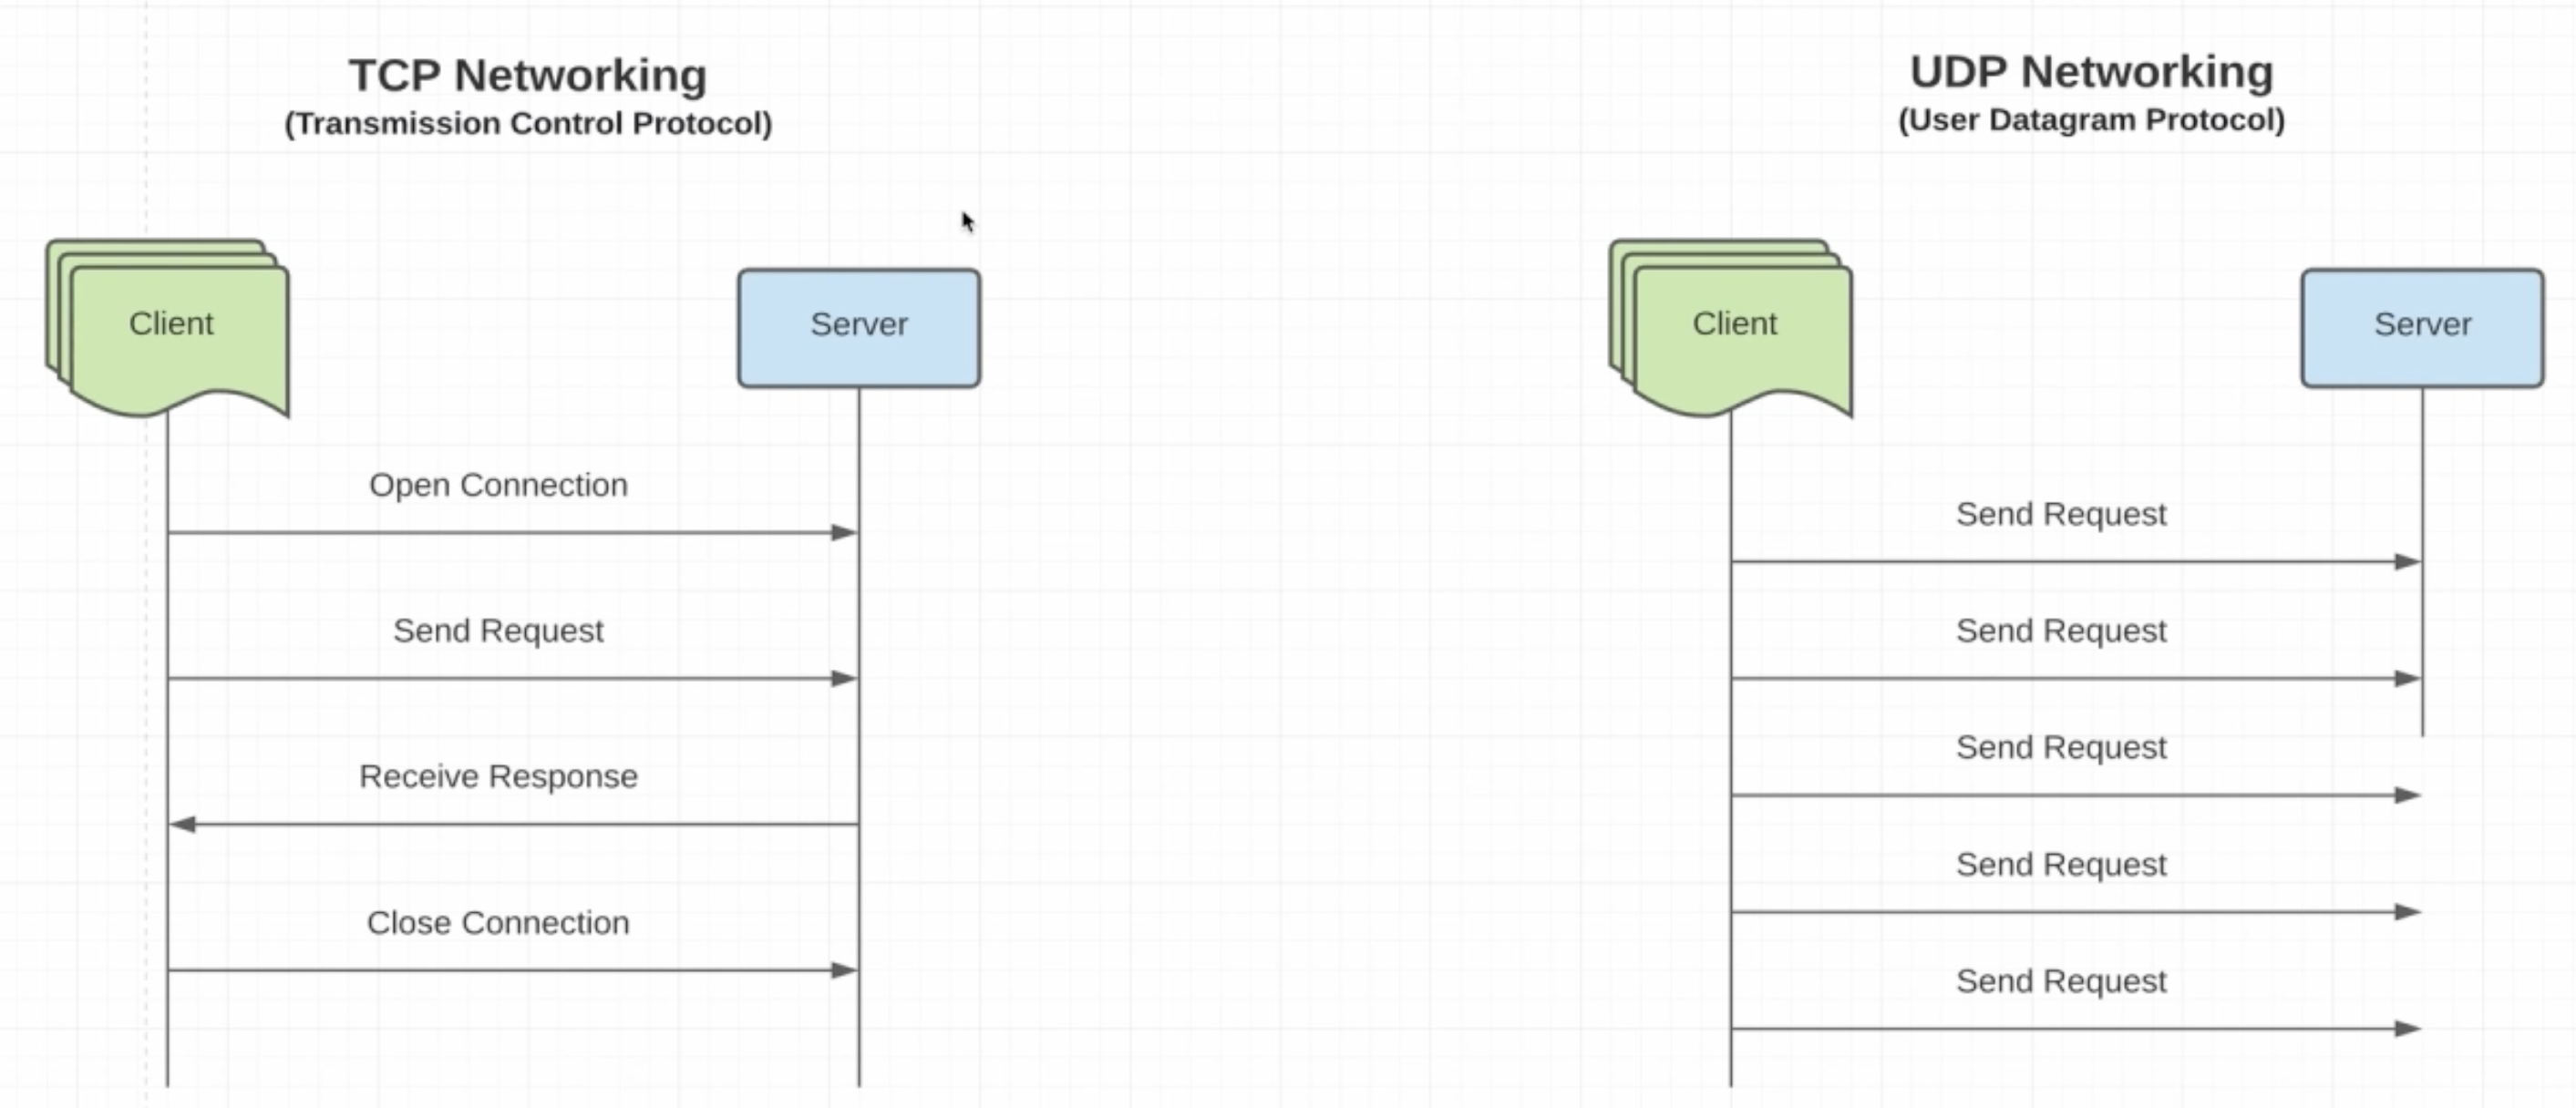 TCP Networking
(Transmission Control Protocol)
Client
Server
Open Connection
Send Request
Receive Response
Close Connection
UDP Networking
(User Datagram Protocol)
Client
Server
Send Request
Send Request
Send Request
Send Request
Send Request